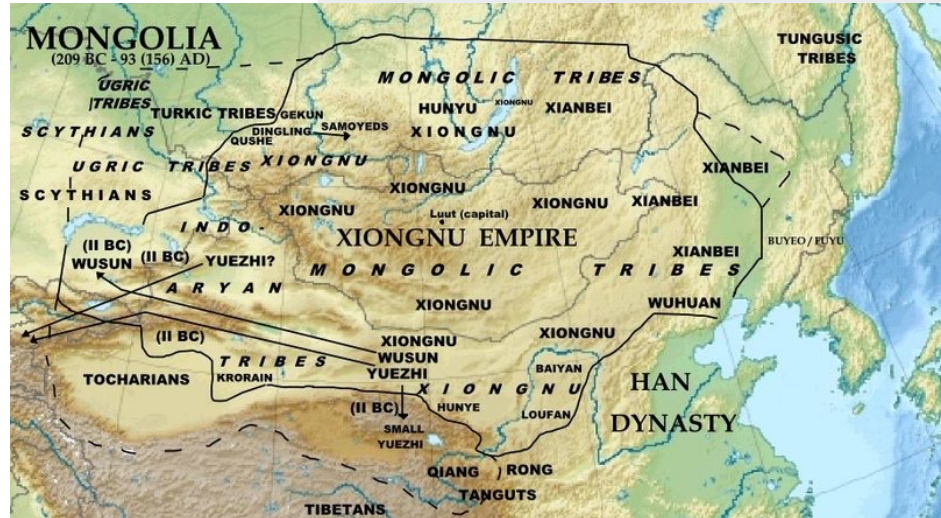 MONGOLIA
(209 BC - 93 (156) AD)
TUNGUSIC
TRIBES
UGRIC
TRIBES
MONGOLIC TRIBES
HUNYU
XIONGNU
XIANBEI
TURKIC TRIBES
GEKUN
SCYTHIANS
DINGLING
SAMOYEDS
XIONGNU
QUSHE
UGRIC TRIBES
XIONGNU
XIANBEI
SCYTHIANS
XIONGNU
XIONGNU
XIONGNU
XIANBEI
Luut (capital)
INDO-
XIONGNU EMPIRE
BUYEO / FUYU
(II BC)
WUSUN
(II BC)
YUEZHI?
XIANBEI
MONGOLIC TRIBES
ARYAN
XIONGNU
WUHUAN
(II BC)
XIONGNU
XIONGNU
WUSUN
TRIBES
YUEZHI
BAIYAN
TOCHARIANS
KRORAIN
XIONGNU
HAN
DYNASTY
(II BC)
HUNYE
LOUFAN
SMALL
YUEZHI
QIANG
RONG
TANGUTS
TIBETANS